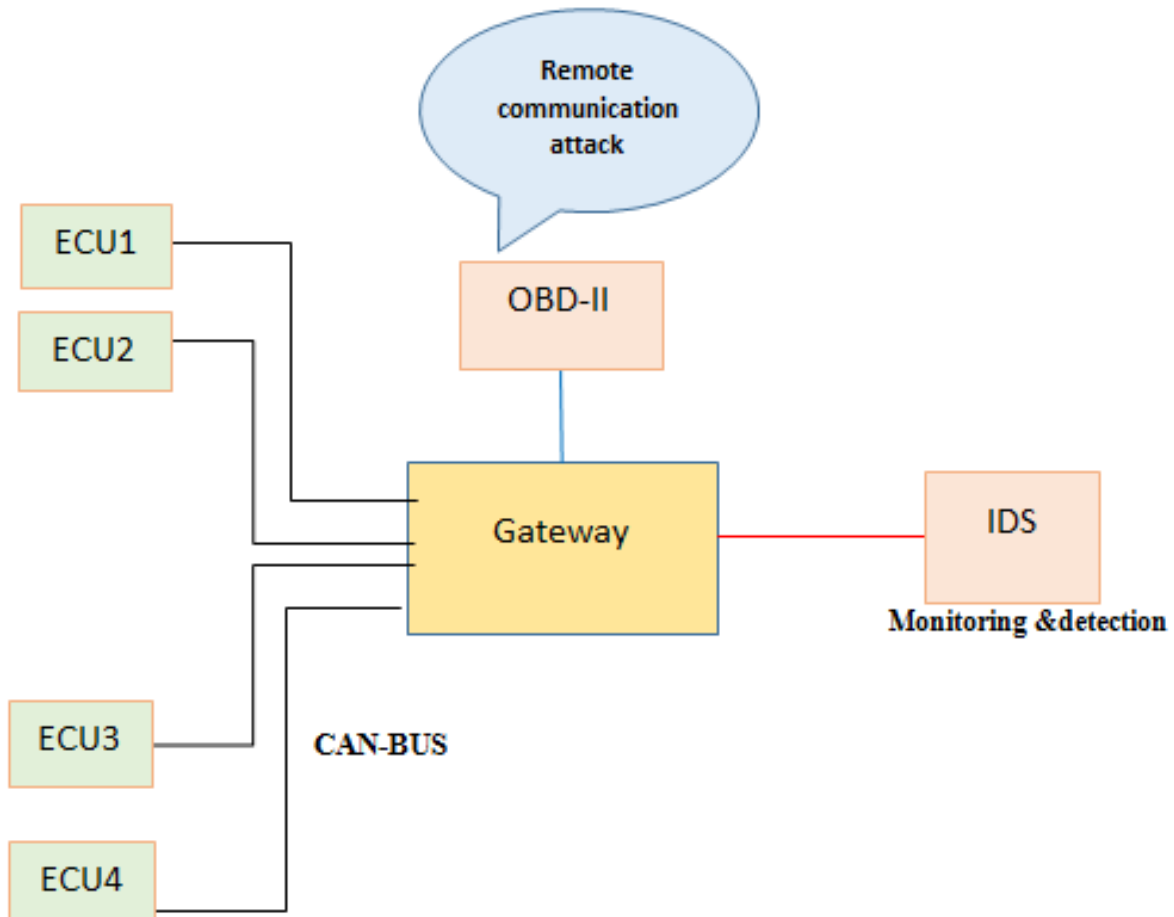 Remote
communication
attack
ECU1
OBD-II
ECU2
Gateway
IDS
Monitoring &detection
ECU3
CAN-BUS
ECU4